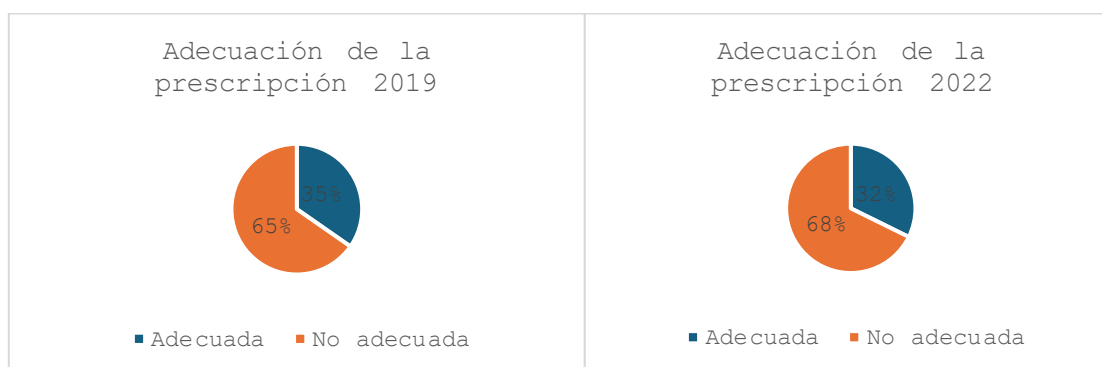 Adecuación de la
prescripción 2019
35%
65%
Adecuada No adecuada
Adecuación de la
prescripción 2022
32%
68%
Adecuada No adecuada